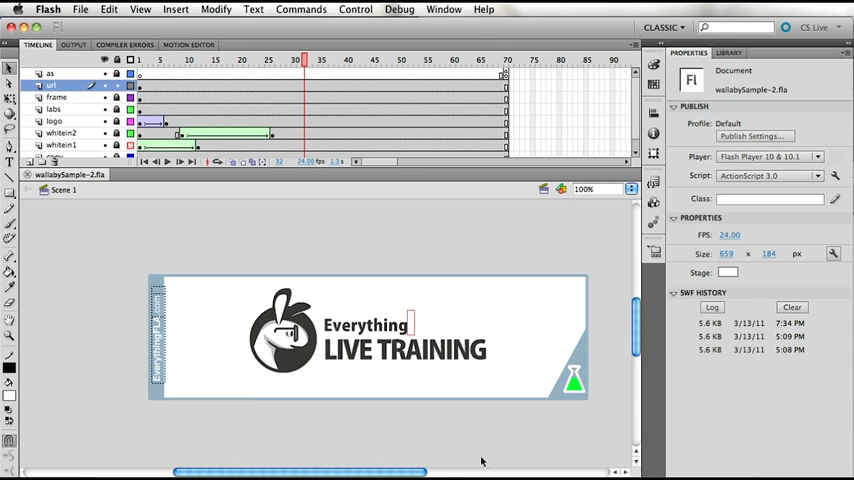 Flash File Edit View Insert Modify Text Commands Control Debug Window Help
CLASSIC CS Live
TIMELINE OUTPUT COMPILER ERRORS MOTION EDITOR
1 5 10 15 20 25 30 35 40 45 50 55 60 65 70 75 80 85 90
as
url
frame
labs
logo
whitein2
whitein1
32 24.00 fps 1.3 s
wallabySample-2.fla
Scene 1
100%
EverythingFLA.com
Everything
LIVE TRAINING
PROPERTIES LIBRARY
Fl
Document
wallabySample-2.fla
PUBLISH
Profile: Default
Publish Settings...
Player: Flash Player 10 & 10.1
Script: ActionScript 3.0
Class:
PROPERTIES
FPS: 24.00
Size: 659 x 184 px
Stage:
SWF HISTORY
Log Clear
5.6 KB 3/13/11 7:34 PM
5.6 KB 3/13/11 5:09 PM
5.6 KB 3/13/11 5:08 PM